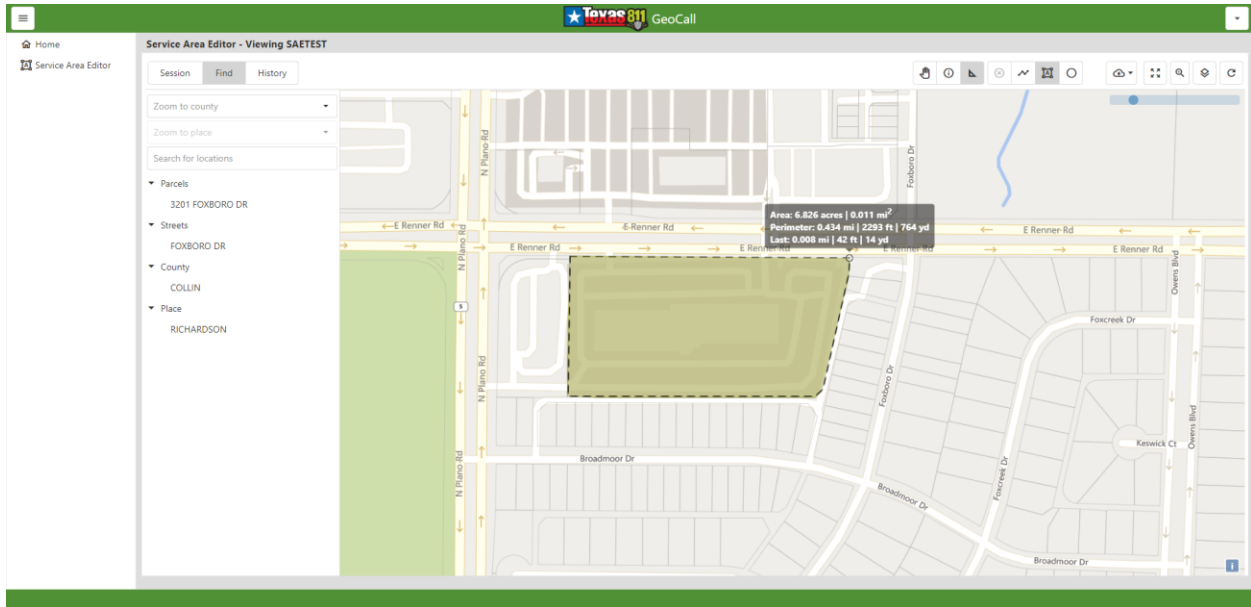 Texas 811 GeoCall
Home
Service Area Editor
Service Area Editor - Viewing SAETEST
Session Find History
Zoom to county
Zoom to place
Search for locations
Parcels
3201 FOXBORO DR
Streets
FOXBORO DR
County
COLLIN
Place
RICHARDSON
N Plano Rd
Foxboro Dr
Area: 6.826 acres | 0.011 mi2
Perimeter: 0.434 mi | 2293 ft | 764 yd
Last: 0.008 mi | 42 ft | 14 yd
E Renner Rd
E Renner Rd
E Renner Rd
E Renner Rd
E Renner Rd
E Renner Rd
E Renner Rd
N Plano Rd
Owens Blvd
5
Foxcreek Dr
N Plano Rd
Foxboro Dr
Owens Blvd
Keswick Ct
Broadmoor Dr
N Plano Rd
Foxcreek Dr
Broadmoor Dr
Broadmoor Dr
i